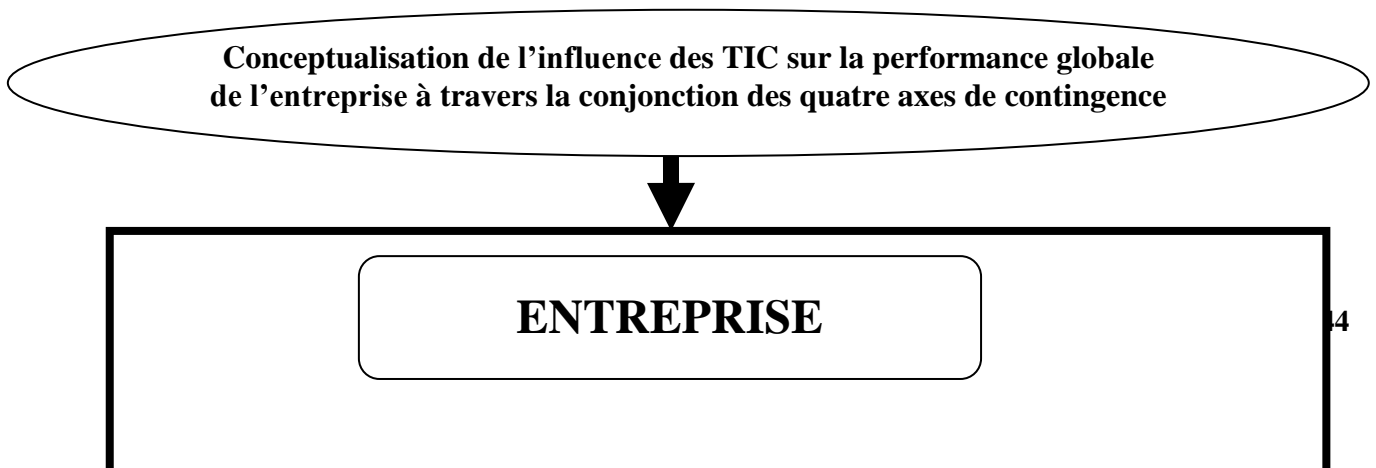 Conceptualisation de l’influence des TIC sur la performance globale
de l’entreprise à travers la conjonction des quatre axes de contingence
ENTREPRISE